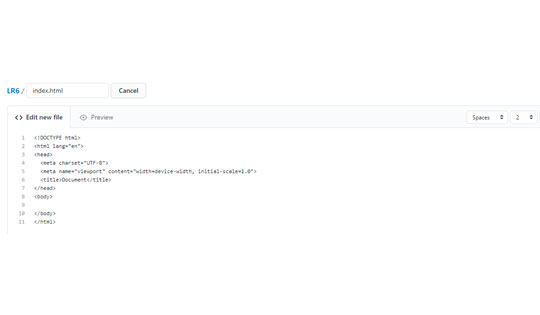 LR6 / index.html Cancel
<> Edit new file Preview Spaces 2
1 <!DOCTYPE html>
2 <html lang="en">
3 <head>
4 <meta charset="UTF-8">
5 <meta name="viewport" content="width=device-width, initial-scale=1.0">
6 <title>Document</title>
7 </head>
8 <body>
9
10 </body>
11 </html>